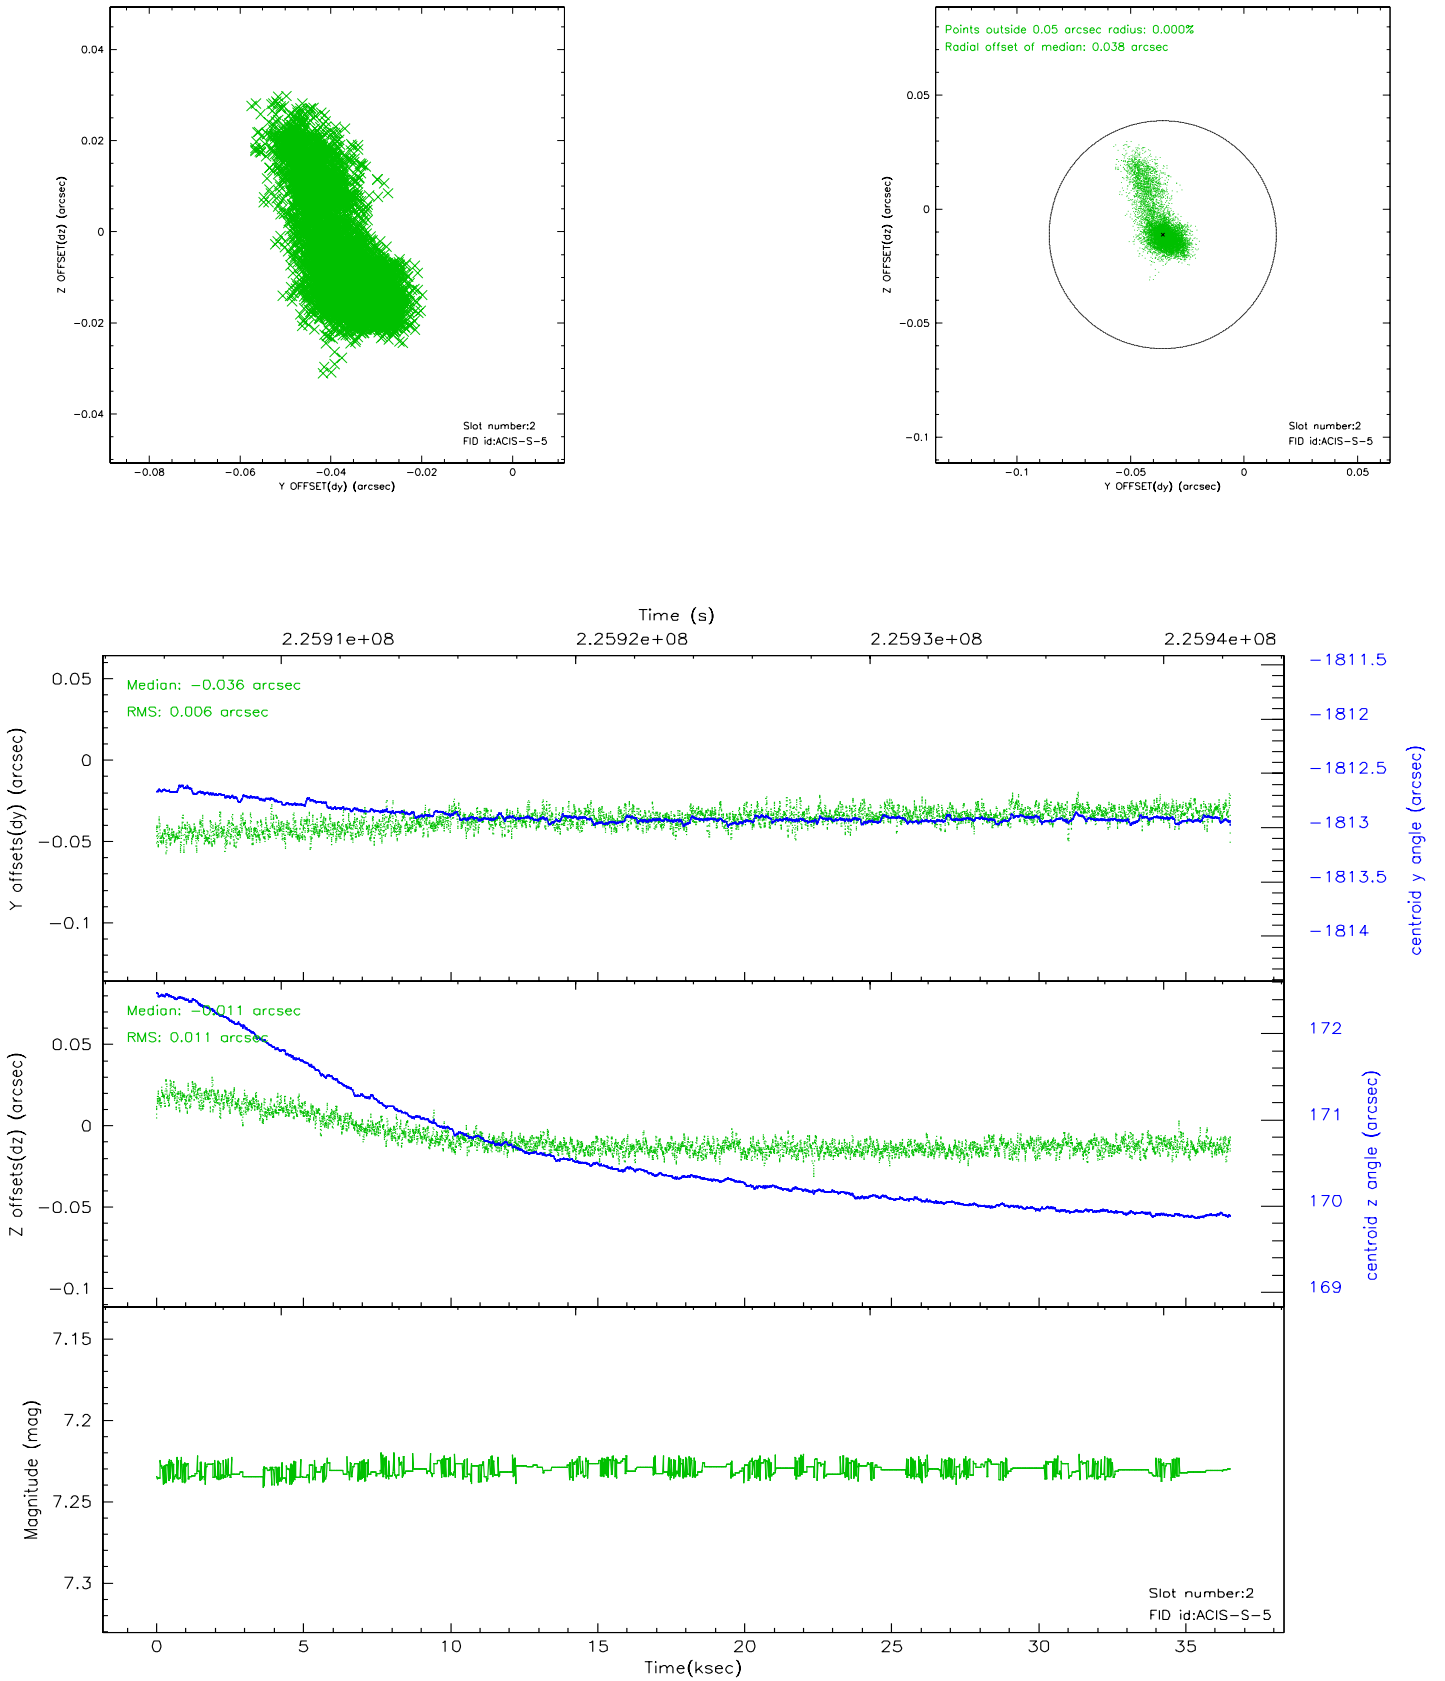 0.04
0.02
0
−0.02
−0.04
Z OFFSET(dz) (arcsec)
Slot number:2
FID id:ACIS−S−5
−0.08 −0.06 −0.04 −0.02 0
Y OFFSET(dy) (arcsec)
Points outside 0.05 arcsec radius: 0.000%
Radial offset of median: 0.038 arcsec
0.05
0
−0.05
−0.1
Z OFFSET(dz) (arcsec)
Slot number:2
FID id:ACIS−S−5
−0.1 −0.05 0 0.05
Y OFFSET(dy) (arcsec)
Time (s)
2.2591e+08 2.2592e+08 2.2593e+08 2.2594e+08
0.05
0
−0.05
−0.1
Y offsets(dy) (arcsec)
Median: −0.036 arcsec
RMS: 0.006 arcsec
−1811.5
−1812
−1812.5
−1813
−1813.5
−1814
centroid y angle (arcsec)
0.05
0
−0.05
−0.1
Z offsets(dz) (arcsec)
Median: −0.011 arcsec
RMS: 0.011 arcsec
172
171
170
169
centroid z angle (arcsec)
7.15
7.2
7.25
7.3
Magnitude (mag)
Slot number:2
FID id:ACIS−S−5
0 5 10 15 20 25 30 35
Time(ksec)